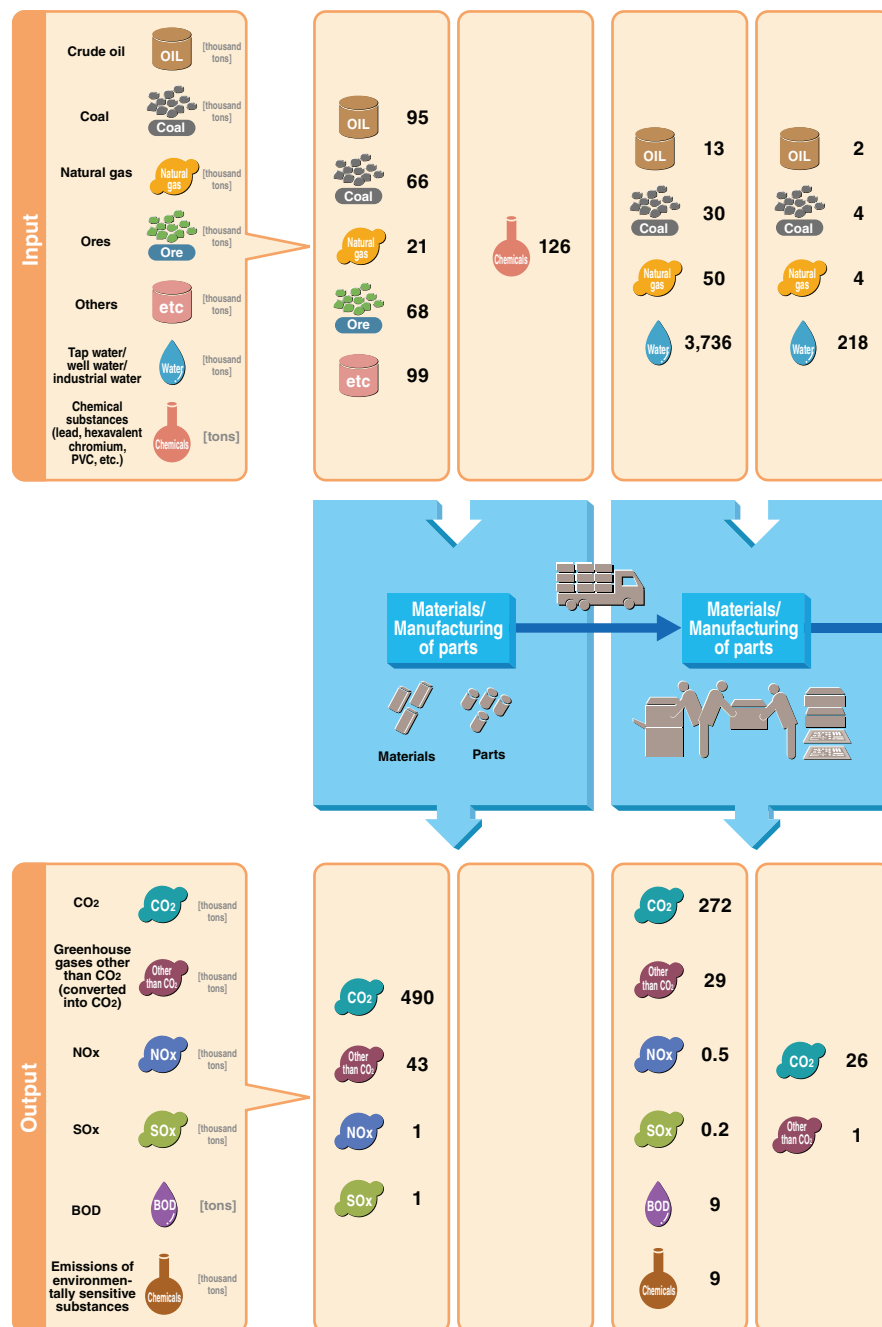 Input
Crude oil
OIL
[thousand
tons]
Coal
Coal
[thousand
tons]
Natural gas
Natural
gas
[thousand
tons]
Ores
Ore
[thousand
tons]
Others
etc
[thousand
tons]
Tap water/
well water/
industrial water
Water
[thousand
tons]
Chemical
substances
(lead, hexavalent
chromium,
PVC, etc.)
Chemicals
[tons]
OIL 95
Coal 66
Natural
gas 21
Ore 68
etc 99
Chemicals 126
OIL 13
Coal 30
Natural
gas 50
Water 3,736
OIL 2
Coal 4
Natural
gas 4
Water 218
Materials/
Manufacturing
of parts
Materials Parts
Materials/
Manufacturing
of parts
Output
CO2
CO2
[thousand
tons]
Greenhouse
gases other
than CO2
(converted
into CO2)
Other
than CO2
[thousand
tons]
NOx
NOx
[thousand
tons]
SOx
SOx
[thousand
tons]
BOD
BOD
[tons]
Emissions of
environmen-
tally sensitive
substances
Chemicals
[thousand
tons]
CO2 490
Other
than CO2 43
NOx 1
SOx 1
CO2 272
Other
than CO2 29
NOx 0.5
SOx 0.2
BOD 9
Chemicals 9
CO2 26
Other
than CO2 1